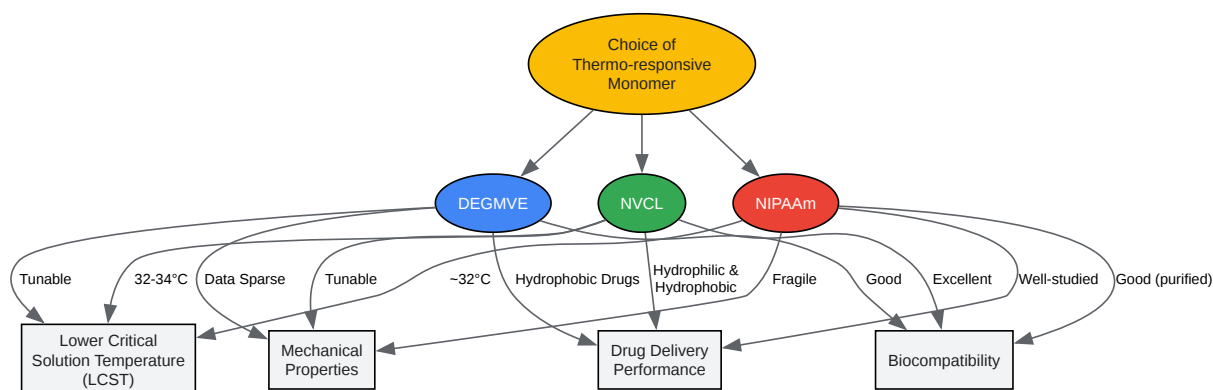 Choice of
Thermo-responsive
Monomer
DEGMVE
NVCL
NIPAAm
Tunable
32-34°C
Data Sparse
Tunable
~32°C
Hydrophobic Drugs
Hydrophilic &
Hydrophobic
Fragile
Good
Excellent
Well-studied
Good (purified)
Lower Critical
Solution Temperature
(LCST)
Mechanical
Properties
Drug Delivery
Performance
Biocompatibility